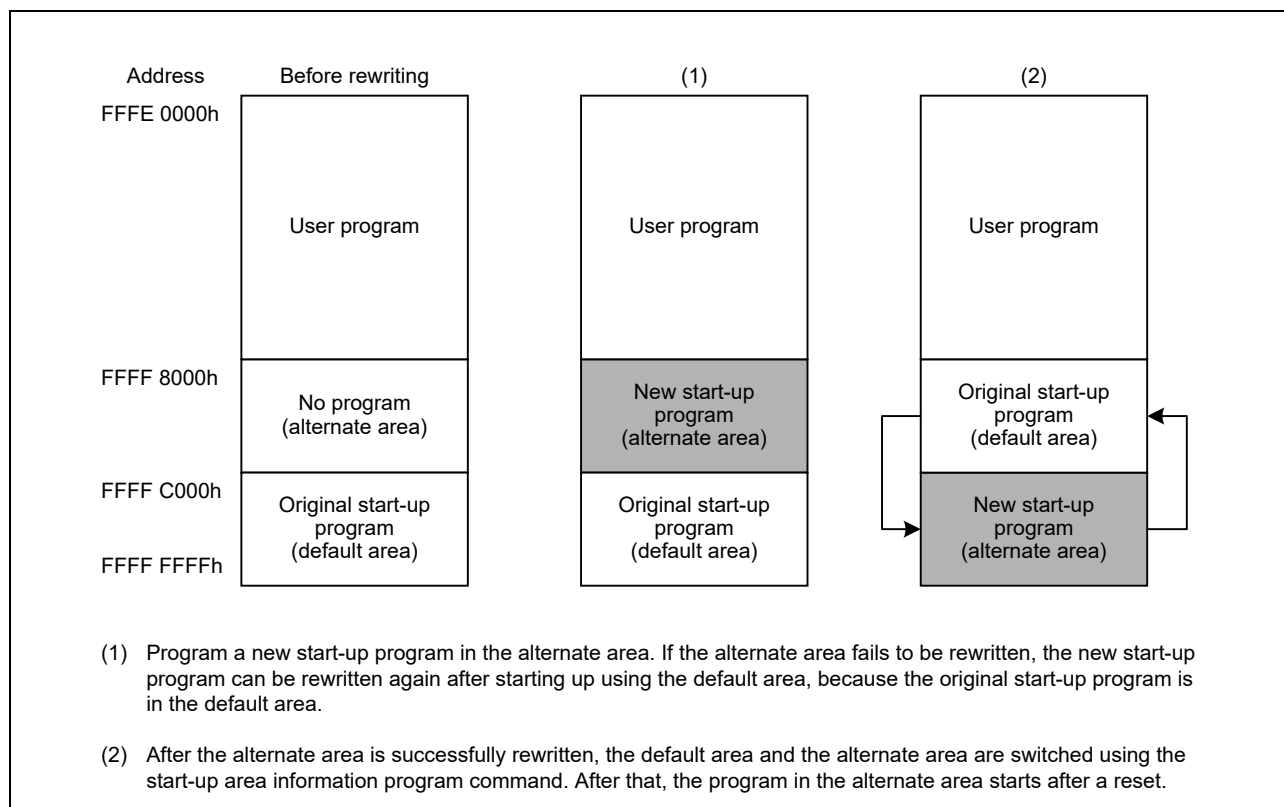 Address
Before rewriting
(1)
(2)
FFFE 0000h
User program
User program
User program
FFFF 8000h
No program
(alternate area)
New start-up
program
(alternate area)
Original start-up
program
(default area)
FFFF C000h
Original start-up
program
(default area)
Original start-up
program
(default area)
New start-up
program
(alternate area)
FFFF FFFFh
(1) Program a new start-up program in the alternate area. If the alternate area fails to be rewritten, the new start-up
program can be rewritten again after starting up using the default area, because the original start-up program is
in the default area.
(2) After the alternate area is successfully rewritten, the default area and the alternate area are switched using the
start-up area information program command. After that, the program in the alternate area starts after a reset.